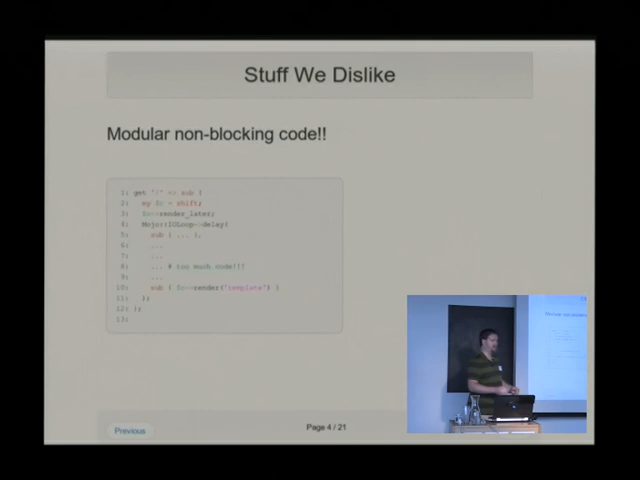 Stuff We Dislike
Modular non-blocking code!!
1: get '/' => sub {
2: my $c = shift;
3: $c->render_later;
4: Mojo::IOLoop->delay(
5: sub { ... },
6: ...
7: ...
8: ... # too much code!!!
9: ...
10: sub { $c->render('template') }
11: );
12: };
13:
Previous
Page 4 / 21